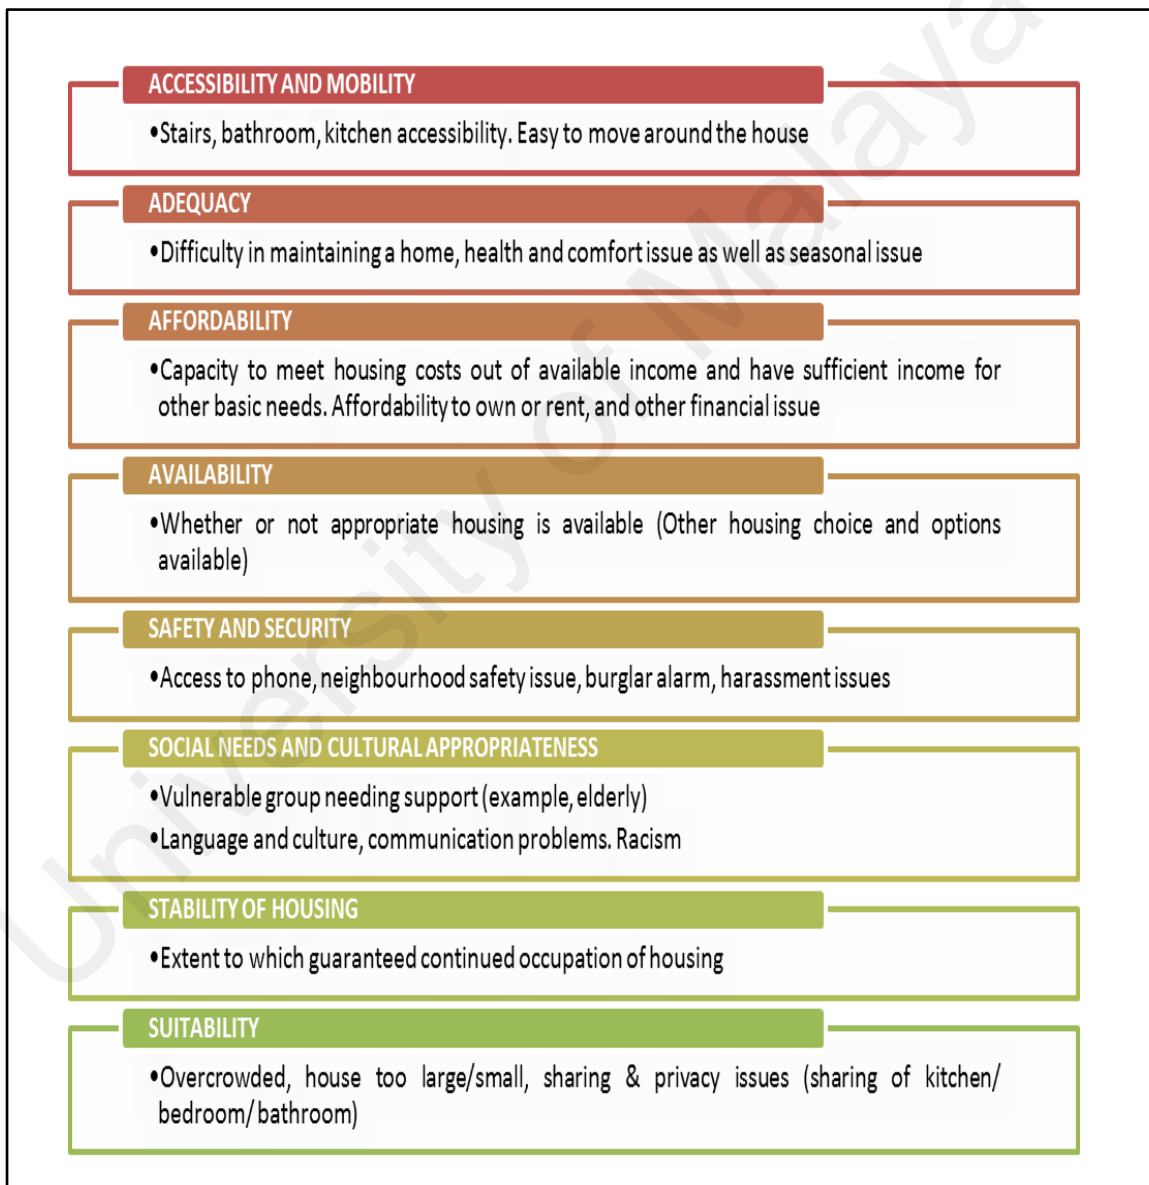 ACCESSIBILITY AND MOBILITY
•Stairs, bathroom, kitchen accessibility. Easy to move around the house
ADEQUACY
•Difficulty in maintaining a home, health and comfort issue as well as seasonal issue
AFFORDABILITY
•Capacity to meet housing costs out of available income and have sufficient income for
other basic needs. Affordability to own or rent, and other financial issue
AVAILABILITY
•Whether or not appropriate housing is available (Other housing choice and options
available)
SAFETY AND SECURITY
•Access to phone, neighbourhood safety issue, burglar alarm, harassment issues
SOCIAL NEEDS AND CULTURAL APPROPRIATENESS
•Vulnerable group needing support (example, elderly)
•Language and culture, communication problems. Racism
STABILITY OF HOUSING
•Extent to which guaranteed continued occupation of housing
SUITABILITY
•Overcrowded, house too large/small, sharing & privacy issues (sharing of kitchen/
bedroom/ bathroom)
University of Malaya